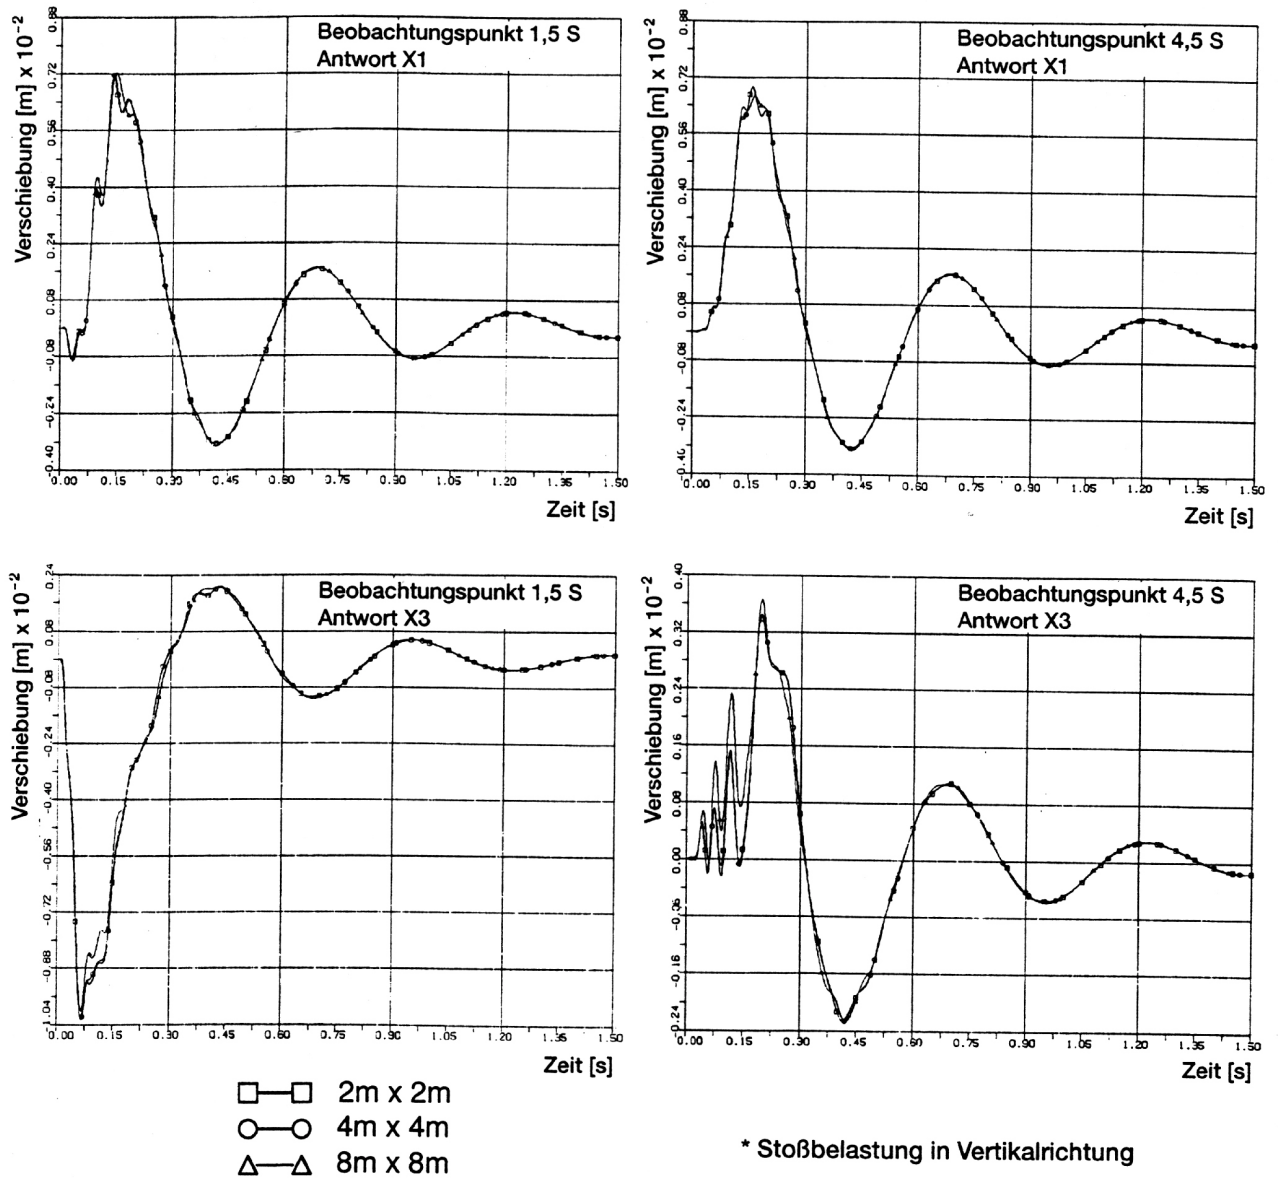 Beobachtungspunkt 1,5 S
Antwort X1
Verschiebung [m] x 10⁻²
0.88
0.72
0.56
0.40
0.24
0.08
-0.08
-0.24
-0.40
0.00 0.15 0.30 0.45 0.60 0.75 0.90 1.05 1.20 1.35 1.50
Zeit [s]
Beobachtungspunkt 4,5 S
Antwort X1
Verschiebung [m] x 10⁻²
0.88
0.72
0.56
0.40
0.24
0.08
-0.08
-0.24
-0.40
0.00 0.15 0.30 0.45 0.60 0.75 0.90 1.05 1.20 1.35 1.50
Zeit [s]
Beobachtungspunkt 1,5 S
Antwort X3
Verschiebung [m] x 10⁻²
0.24
0.08
-0.08
-0.24
-0.40
-0.56
-0.72
-0.88
-1.04
0.00 0.15 0.30 0.45 0.60 0.75 0.90 1.05 1.20 1.35 1.50
Zeit [s]
Beobachtungspunkt 4,5 S
Antwort X3
Verschiebung [m] x 10⁻²
0.40
0.32
0.24
0.16
0.08
0.00
-0.16
-0.24
0.00 0.15 0.30 0.45 0.60 0.75 0.90 1.05 1.20 1.35 1.50
Zeit [s]
2m x 2m
4m x 4m
8m x 8m
* Stoßbelastung in Vertikalrichtung